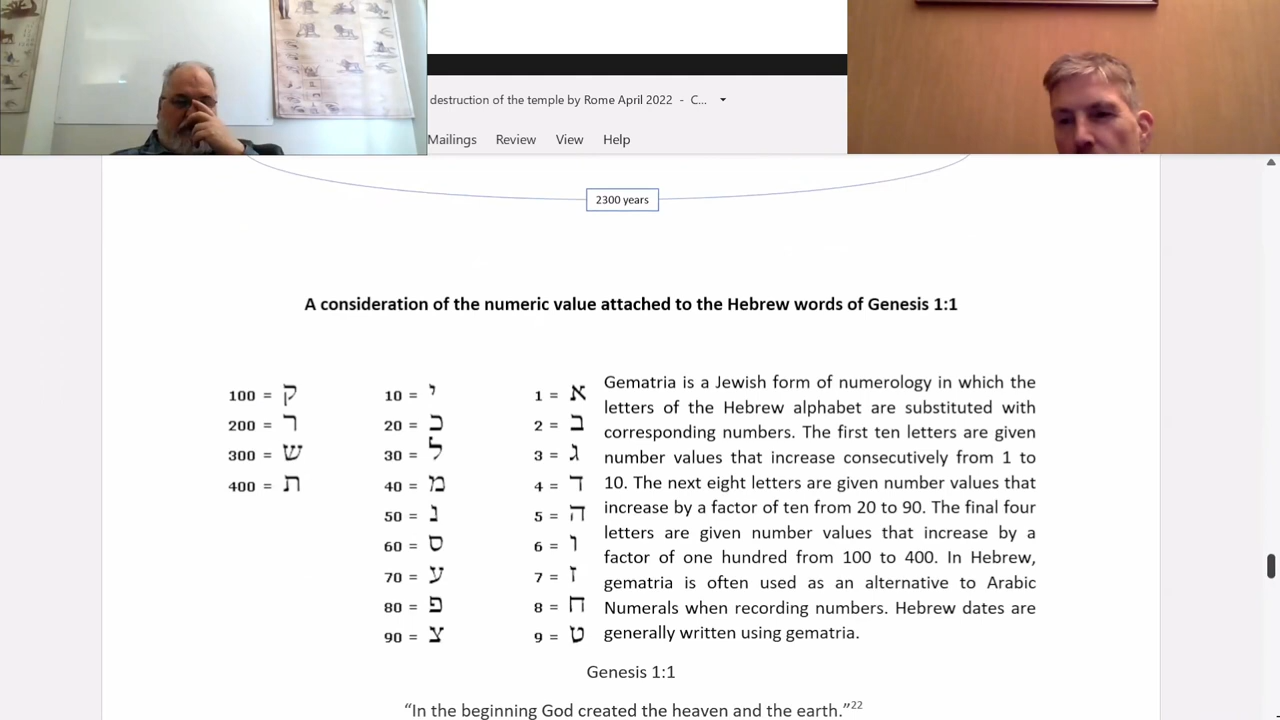 destruction of the temple by Rome April 2022 - C...
Mailings Review View Help
2300 years
A consideration of the numeric value attached to the Hebrew words of Genesis 1:1
100 = ק
200 = ר
300 = ש
400 = ת
10 = י
20 = כ
30 = ל
40 = מ
50 = נ
60 = ס
70 = ע
80 = פ
90 = צ
1 = א
2 = ב
3 = ג
4 = ד
5 = ה
6 = ו
7 = ז
8 = ח
9 = ט
Gematria is a Jewish form of numerology in which the
letters of the Hebrew alphabet are substituted with
corresponding numbers. The first ten letters are given
number values that increase consecutively from 1 to
10. The next eight letters are given number values that
increase by a factor of ten from 20 to 90. The final four
letters are given number values that increase by a
factor of one hundred from 100 to 400. In Hebrew,
gematria is often used as an alternative to Arabic
Numerals when recording numbers. Hebrew dates are
generally written using gematria.
Genesis 1:1
“In the beginning God created the heaven and the earth.”22